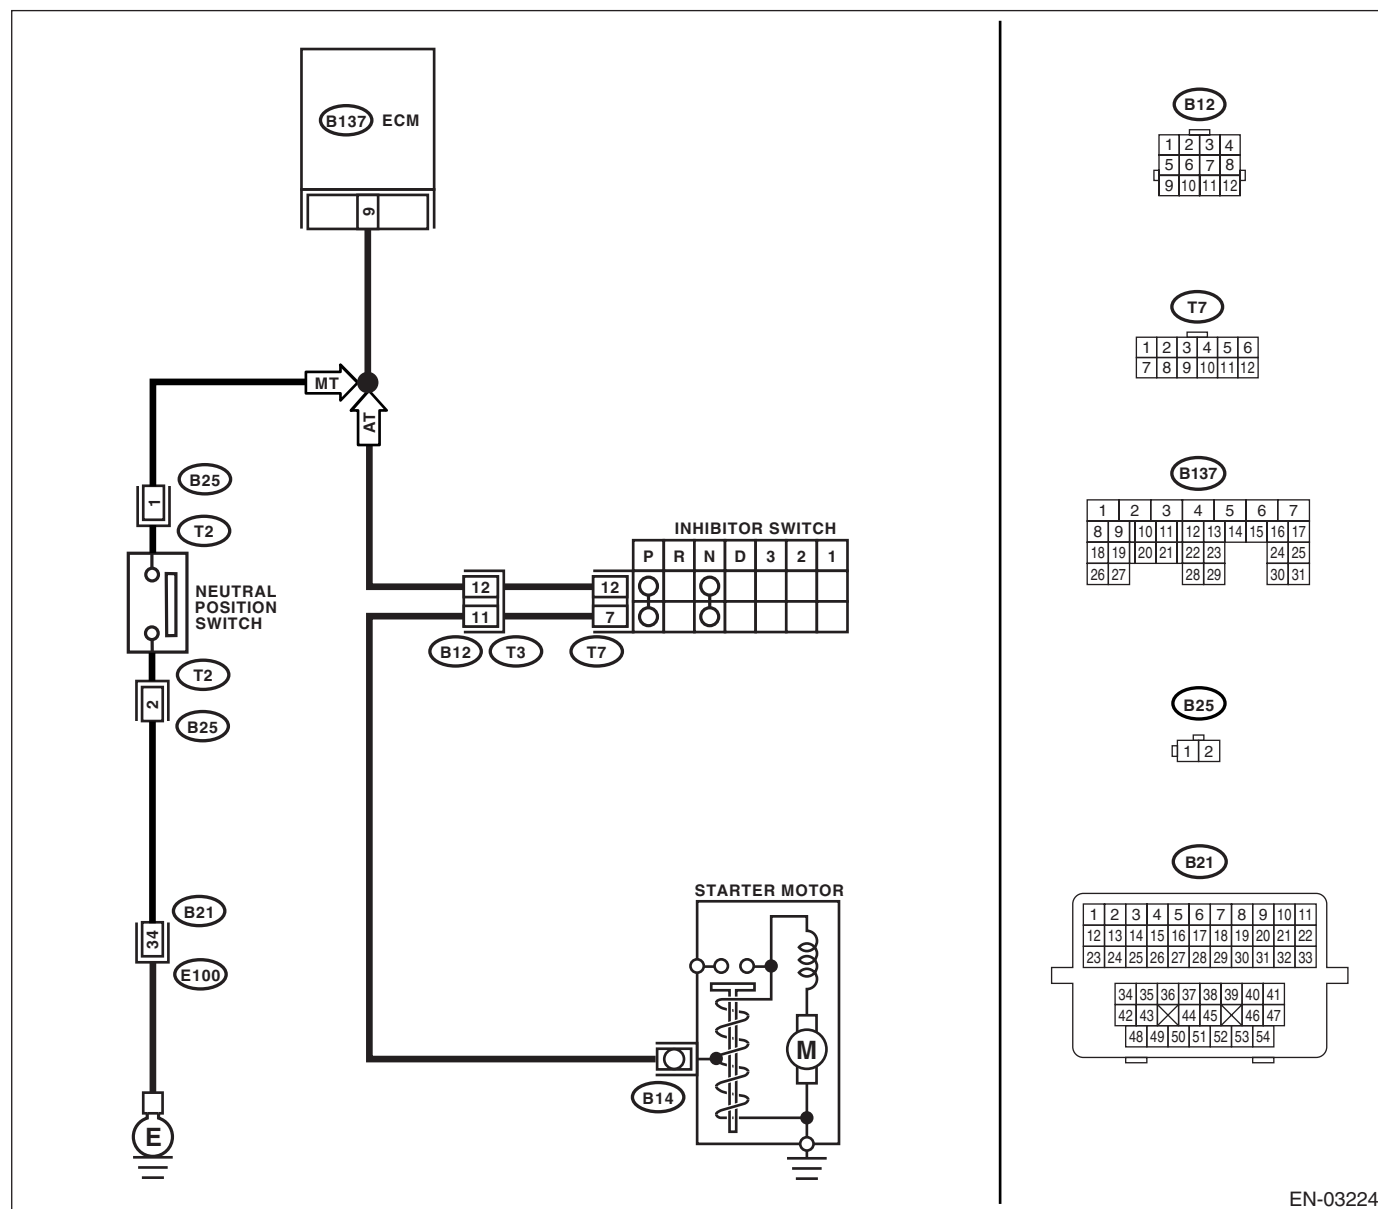 B137 ECM
9
MT
AT
B25
1
T2
NEUTRAL
POSITION
SWITCH
T2
2
B25
B21
34
E100
E
INHIBITOR SWITCH
P R N D 3 2 1
12 12
11 7
B12 T3 T7
STARTER MOTOR
M
B14
B12
1 2 3 4
5 6 7 8
9 10 11 12
T7
1 2 3 4 5 6
7 8 9 10 11 12
B137
1 2 3 4 5 6 7
8 9 10 11 12 13 14 15 16 17
18 19 20 21 22 23 24 25
26 27 28 29 30 31
B25
1 2
B21
1 2 3 4 5 6 7 8 9 10 11
12 13 14 15 16 17 18 19 20 21 22
23 24 25 26 27 28 29 30 31 32 33
34 35 36 37 38 39 40 41
42 43 44 45 46 47
48 49 50 51 52 53 54
EN-03224